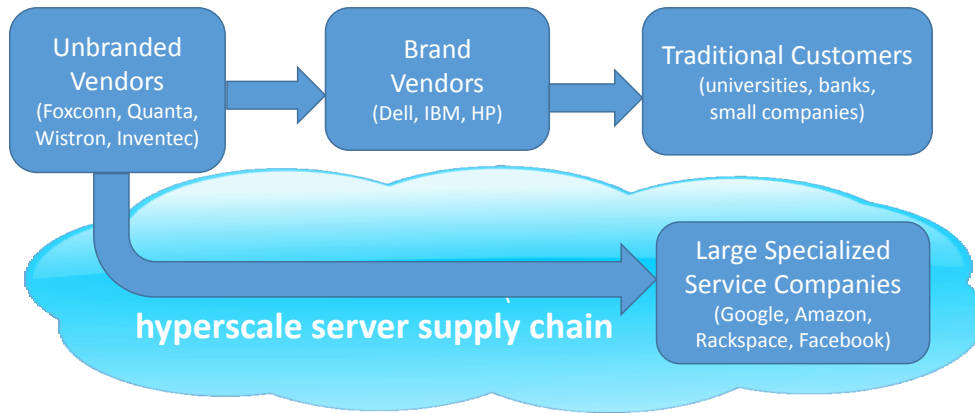 Unbranded
Vendors
(Foxconn, Quanta,
Wistron, Inventec)
Brand
Vendors
(Dell, IBM, HP)
Traditional Customers
(universities, banks,
small companies)
Large Specialized
Service Companies
(Google, Amazon,
Rackspace, Facebook)
hyperscale server supply chain